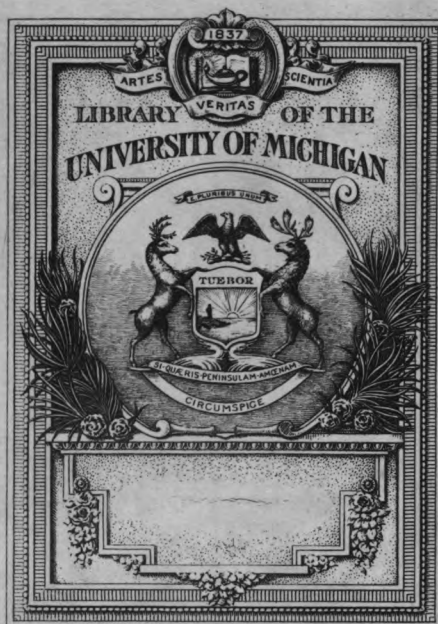 1837
ARTES SCIENTIA
VERITAS
LIBRARY OF THE
UNIVERSITY OF MICHIGAN
E PLURIBUS UNUM
TUEBOR
SI·QUÆRIS·PENINSULAM·AMŒNAM
CIRCUMSPICE